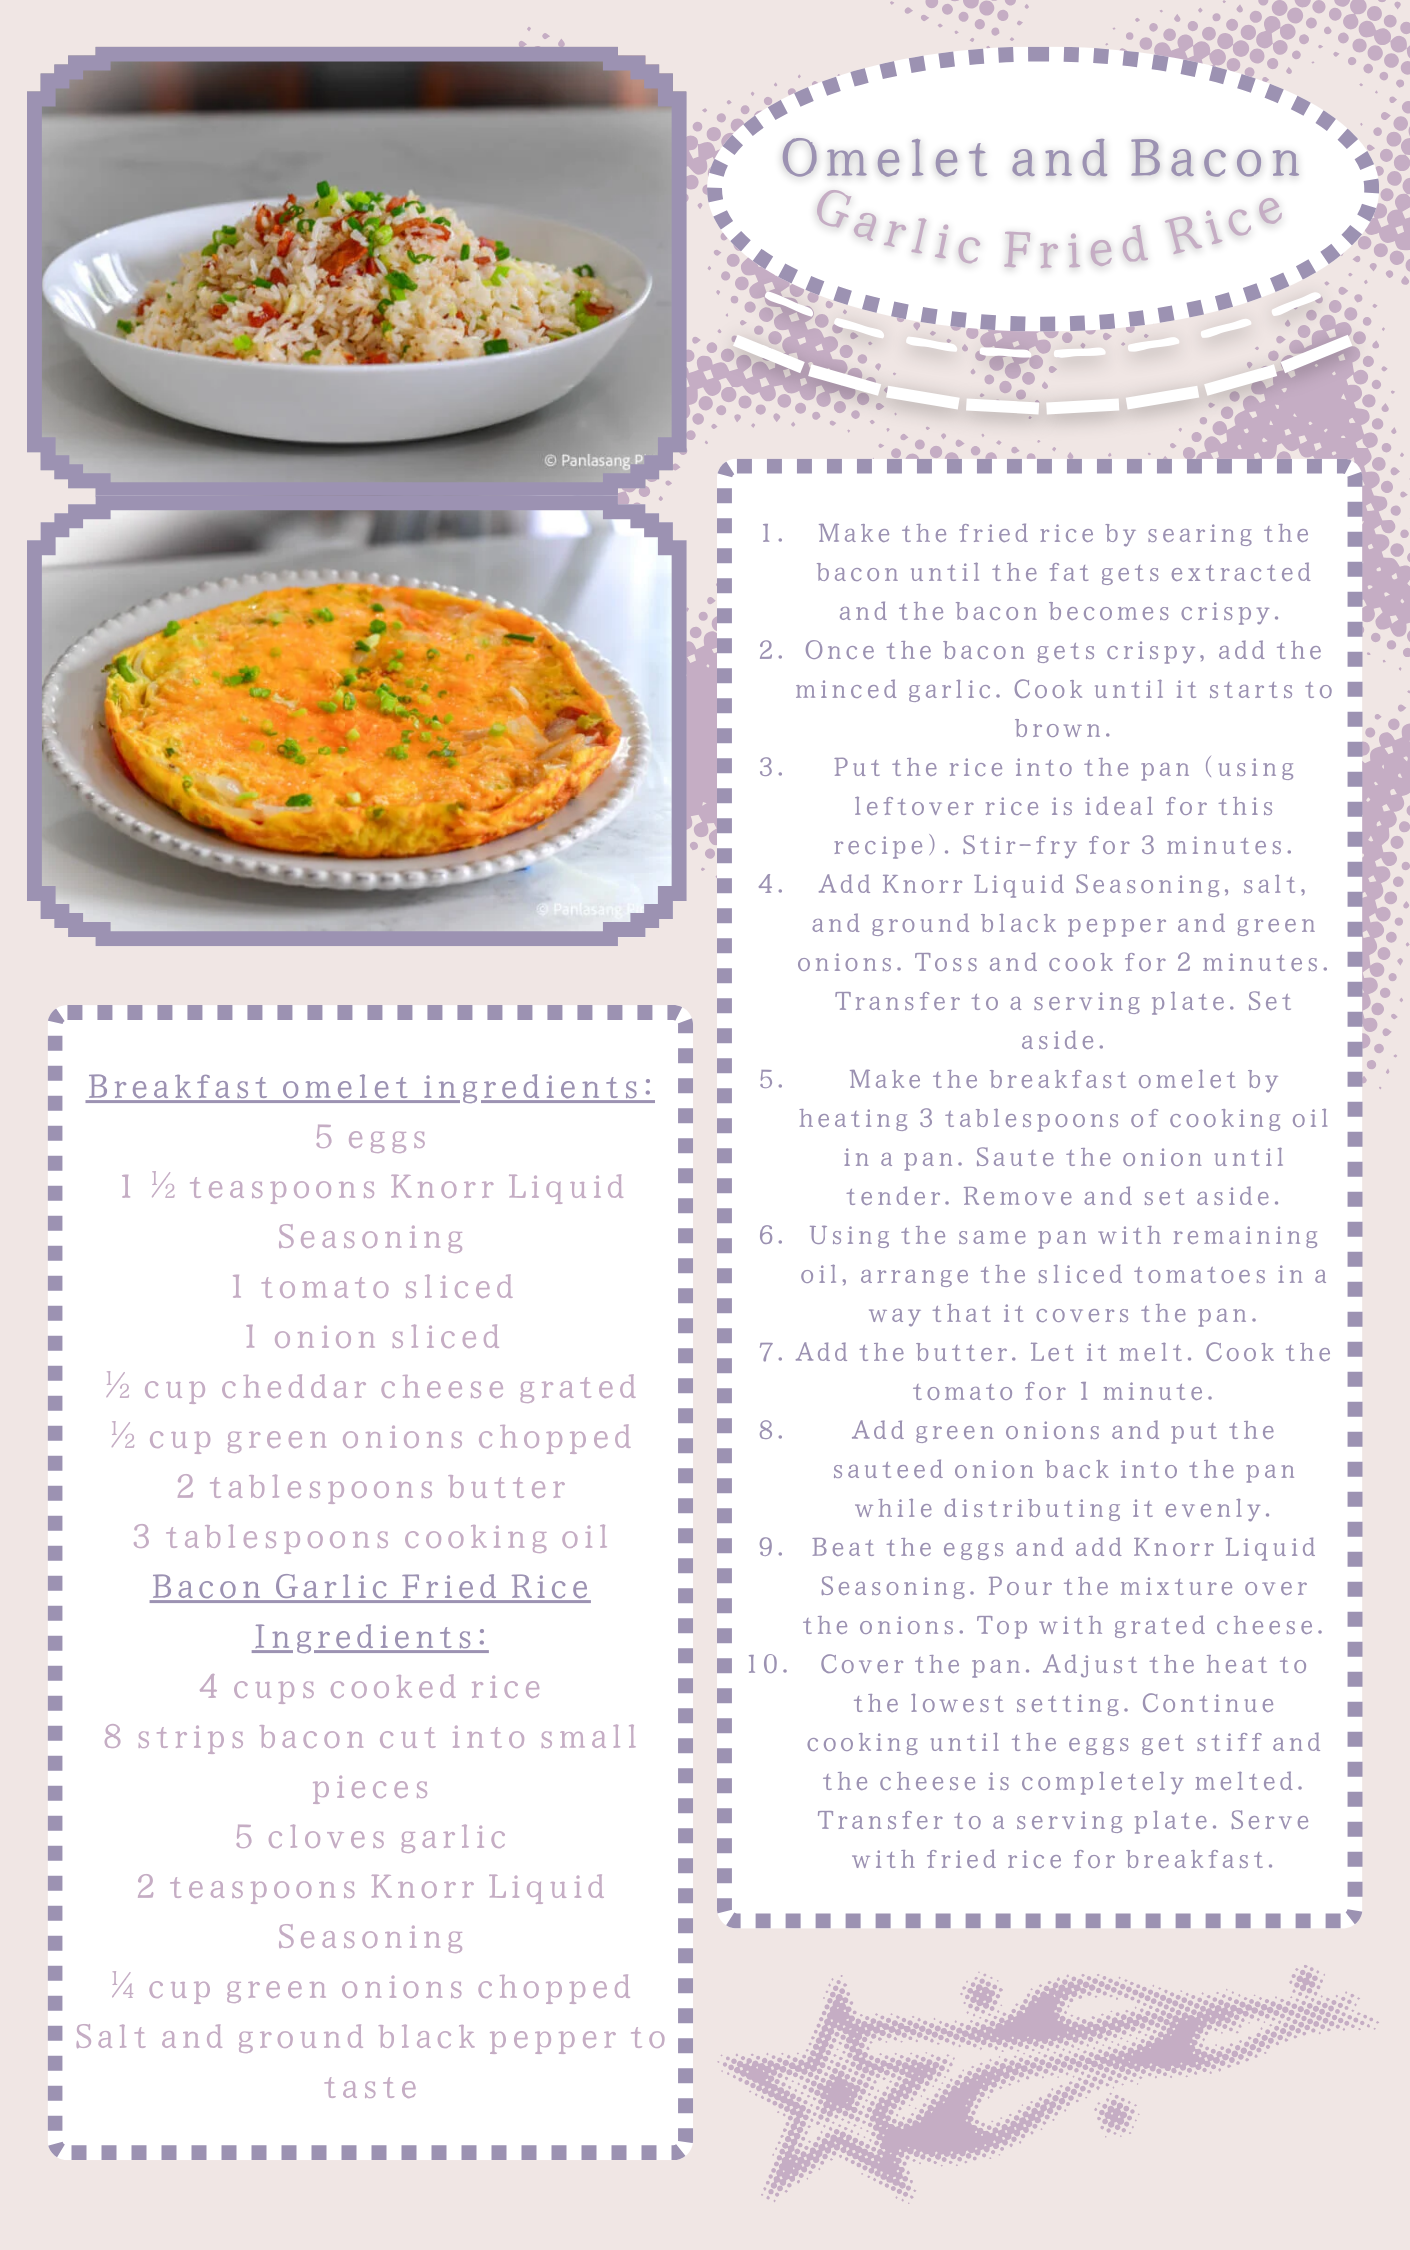 Omelet and Bacon
Garlic Fried Rice
© Panlasang P
© Panlasang Pi
Breakfast omelet ingredients:
5 eggs
1 ½ teaspoons Knorr Liquid
Seasoning
1 tomato sliced
1 onion sliced
½ cup cheddar cheese grated
½ cup green onions chopped
2 tablespoons butter
3 tablespoons cooking oil
Bacon Garlic Fried Rice
Ingredients:
4 cups cooked rice
8 strips bacon cut into small
pieces
5 cloves garlic
2 teaspoons Knorr Liquid
Seasoning
¼ cup green onions chopped
Salt and ground black pepper to
taste
1. Make the fried rice by searing the
bacon until the fat gets extracted
and the bacon becomes crispy.
2. Once the bacon gets crispy, add the
minced garlic. Cook until it starts to
brown.
3. Put the rice into the pan (using
leftover rice is ideal for this
recipe). Stir-fry for 3 minutes.
4. Add Knorr Liquid Seasoning, salt,
and ground black pepper and green
onions. Toss and cook for 2 minutes.
Transfer to a serving plate. Set
aside.
5. Make the breakfast omelet by
heating 3 tablespoons of cooking oil
in a pan. Saute the onion until
tender. Remove and set aside.
6. Using the same pan with remaining
oil, arrange the sliced tomatoes in a
way that it covers the pan.
7. Add the butter. Let it melt. Cook the
tomato for 1 minute.
8. Add green onions and put the
sauteed onion back into the pan
while distributing it evenly.
9. Beat the eggs and add Knorr Liquid
Seasoning. Pour the mixture over
the onions. Top with grated cheese.
10. Cover the pan. Adjust the heat to
the lowest setting. Continue
cooking until the eggs get stiff and
the cheese is completely melted.
Transfer to a serving plate. Serve
with fried rice for breakfast.